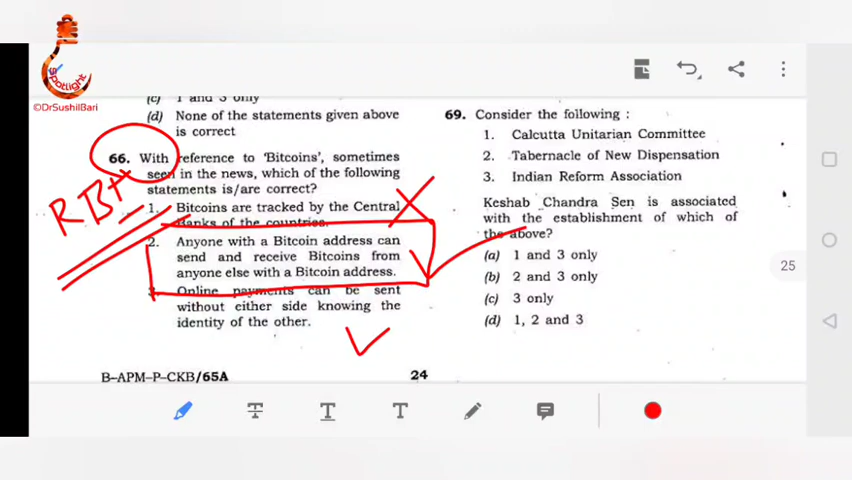 Spotlight
©DrSushilBari
(c) 1 and 3 only
(d) None of the statements given above
is correct
66. With reference to 'Bitcoins', sometimes
seen in the news, which of the following
statements is/are correct?
1. Bitcoins are tracked by the Central
Banks of the countries.
2. Anyone with a Bitcoin address can
send and receive Bitcoins from
anyone else with a Bitcoin address.
3. Online payments can be sent
without either side knowing the
identity of the other.
B-APM-P-CKB/65A
24
69. Consider the following :
1. Calcutta Unitarian Committee
2. Tabernacle of New Dispensation
3. Indian Reform Association
Keshab Chandra Sen is associated
with the establishment of which of
the above?
(a) 1 and 3 only
(b) 2 and 3 only
(c) 3 only
(d) 1, 2 and 3
25
T
T
T